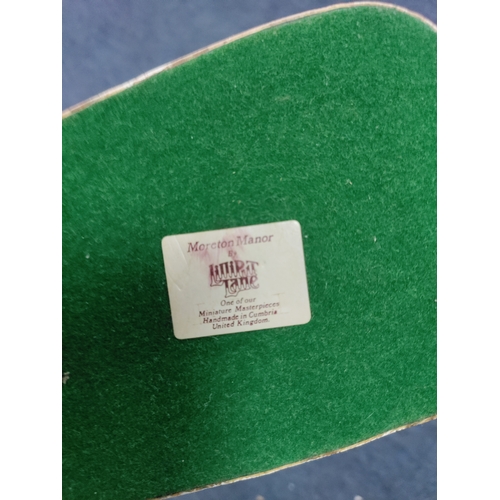 Moreton Manor
By
Lilliput
Lane
One of our
Miniature Masterpieces
Handmade in Cumbria
United Kingdom.